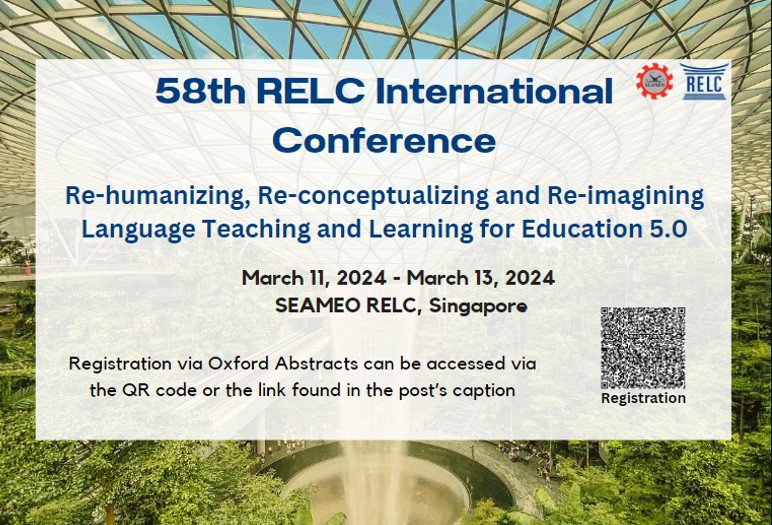 58th RELC International
Conference
SEAMEO
RELC
Re-humanizing, Re-conceptualizing and Re-imagining
Language Teaching and Learning for Education 5.0
March 11, 2024 - March 13, 2024
SEAMEO RELC, Singapore
Registration via Oxford Abstracts can be accessed via
the QR code or the link found in the post's caption
Registration